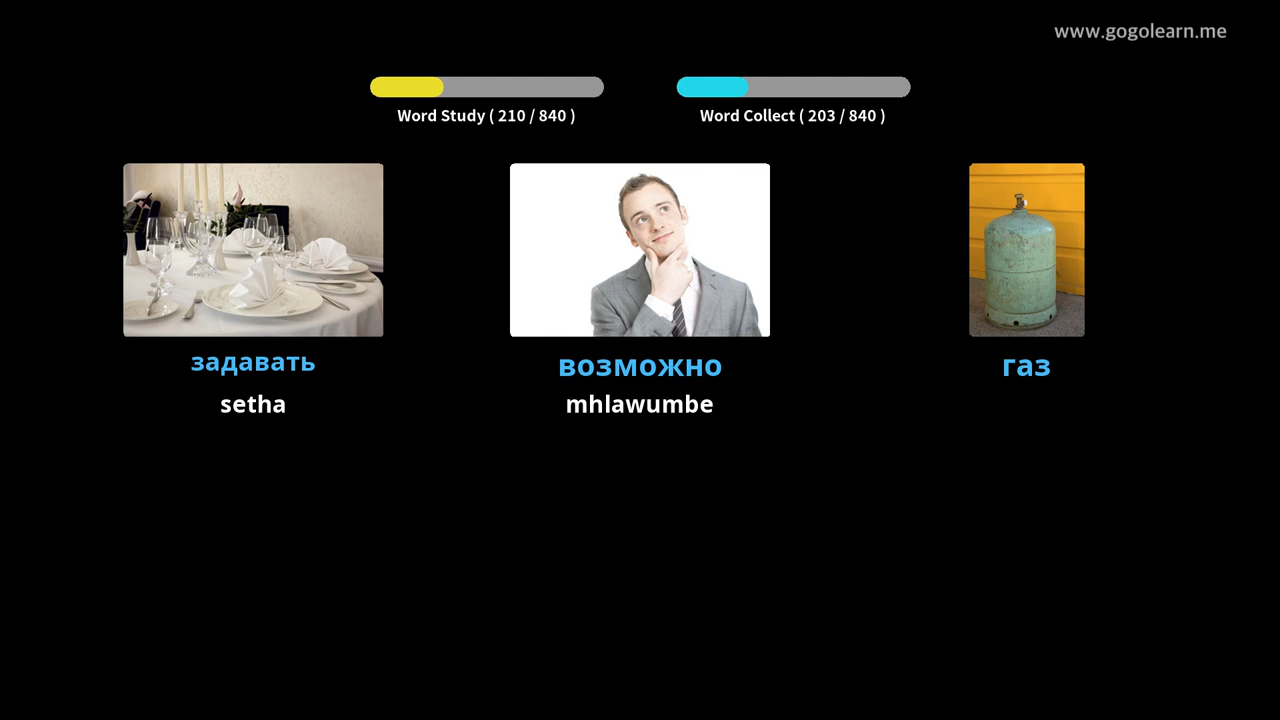 www.gogolearn.me
Word Study ( 210 / 840 )
Word Collect ( 203 / 840 )
задавать
возможно
газ
setha
mhlawumbe